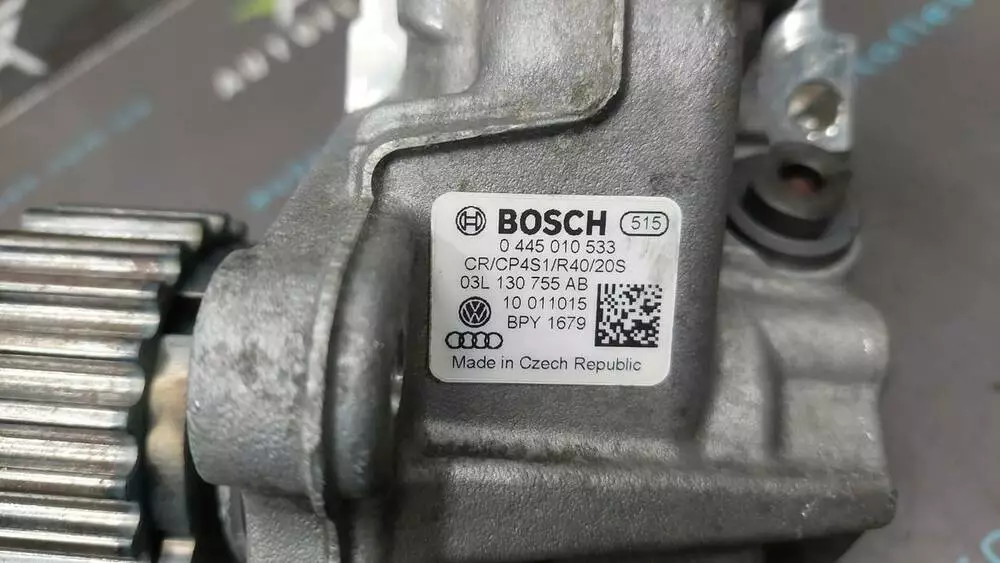 BOSCH 515
0 445 010 533
CR/CP4S1/R40/20S
03L 130 755 AB
10 011015
BPY 1679
Made in Czech Republic